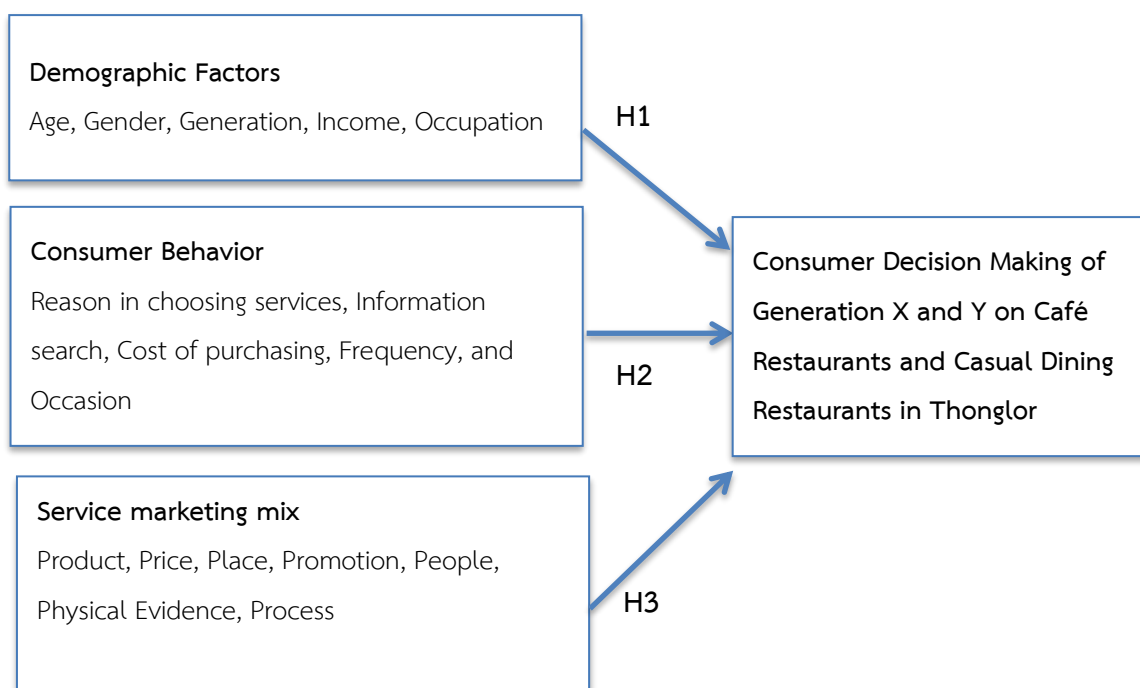 Demographic Factors
Age, Gender, Generation, Income, Occupation
H1
Consumer Behavior
Reason in choosing services, Information
search, Cost of purchasing, Frequency, and
Occasion
H2
Service marketing mix
Product, Price, Place, Promotion, People,
Physical Evidence, Process
H3
Consumer Decision Making of
Generation X and Y on Café
Restaurants and Casual Dining
Restaurants in Thonglor